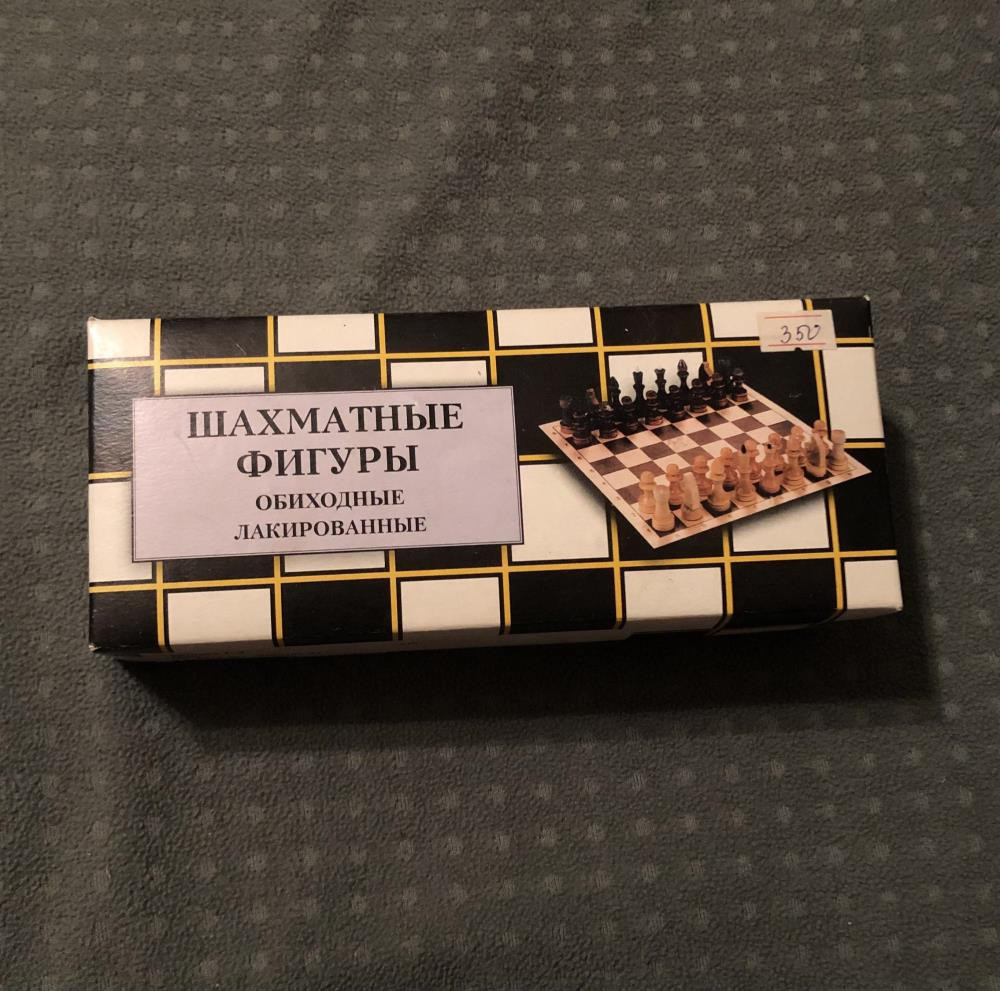 350
ШАХМАТНЫЕ
ФИГУРЫ
ОБИХОДНЫЕ
ЛАКИРОВАННЫЕ